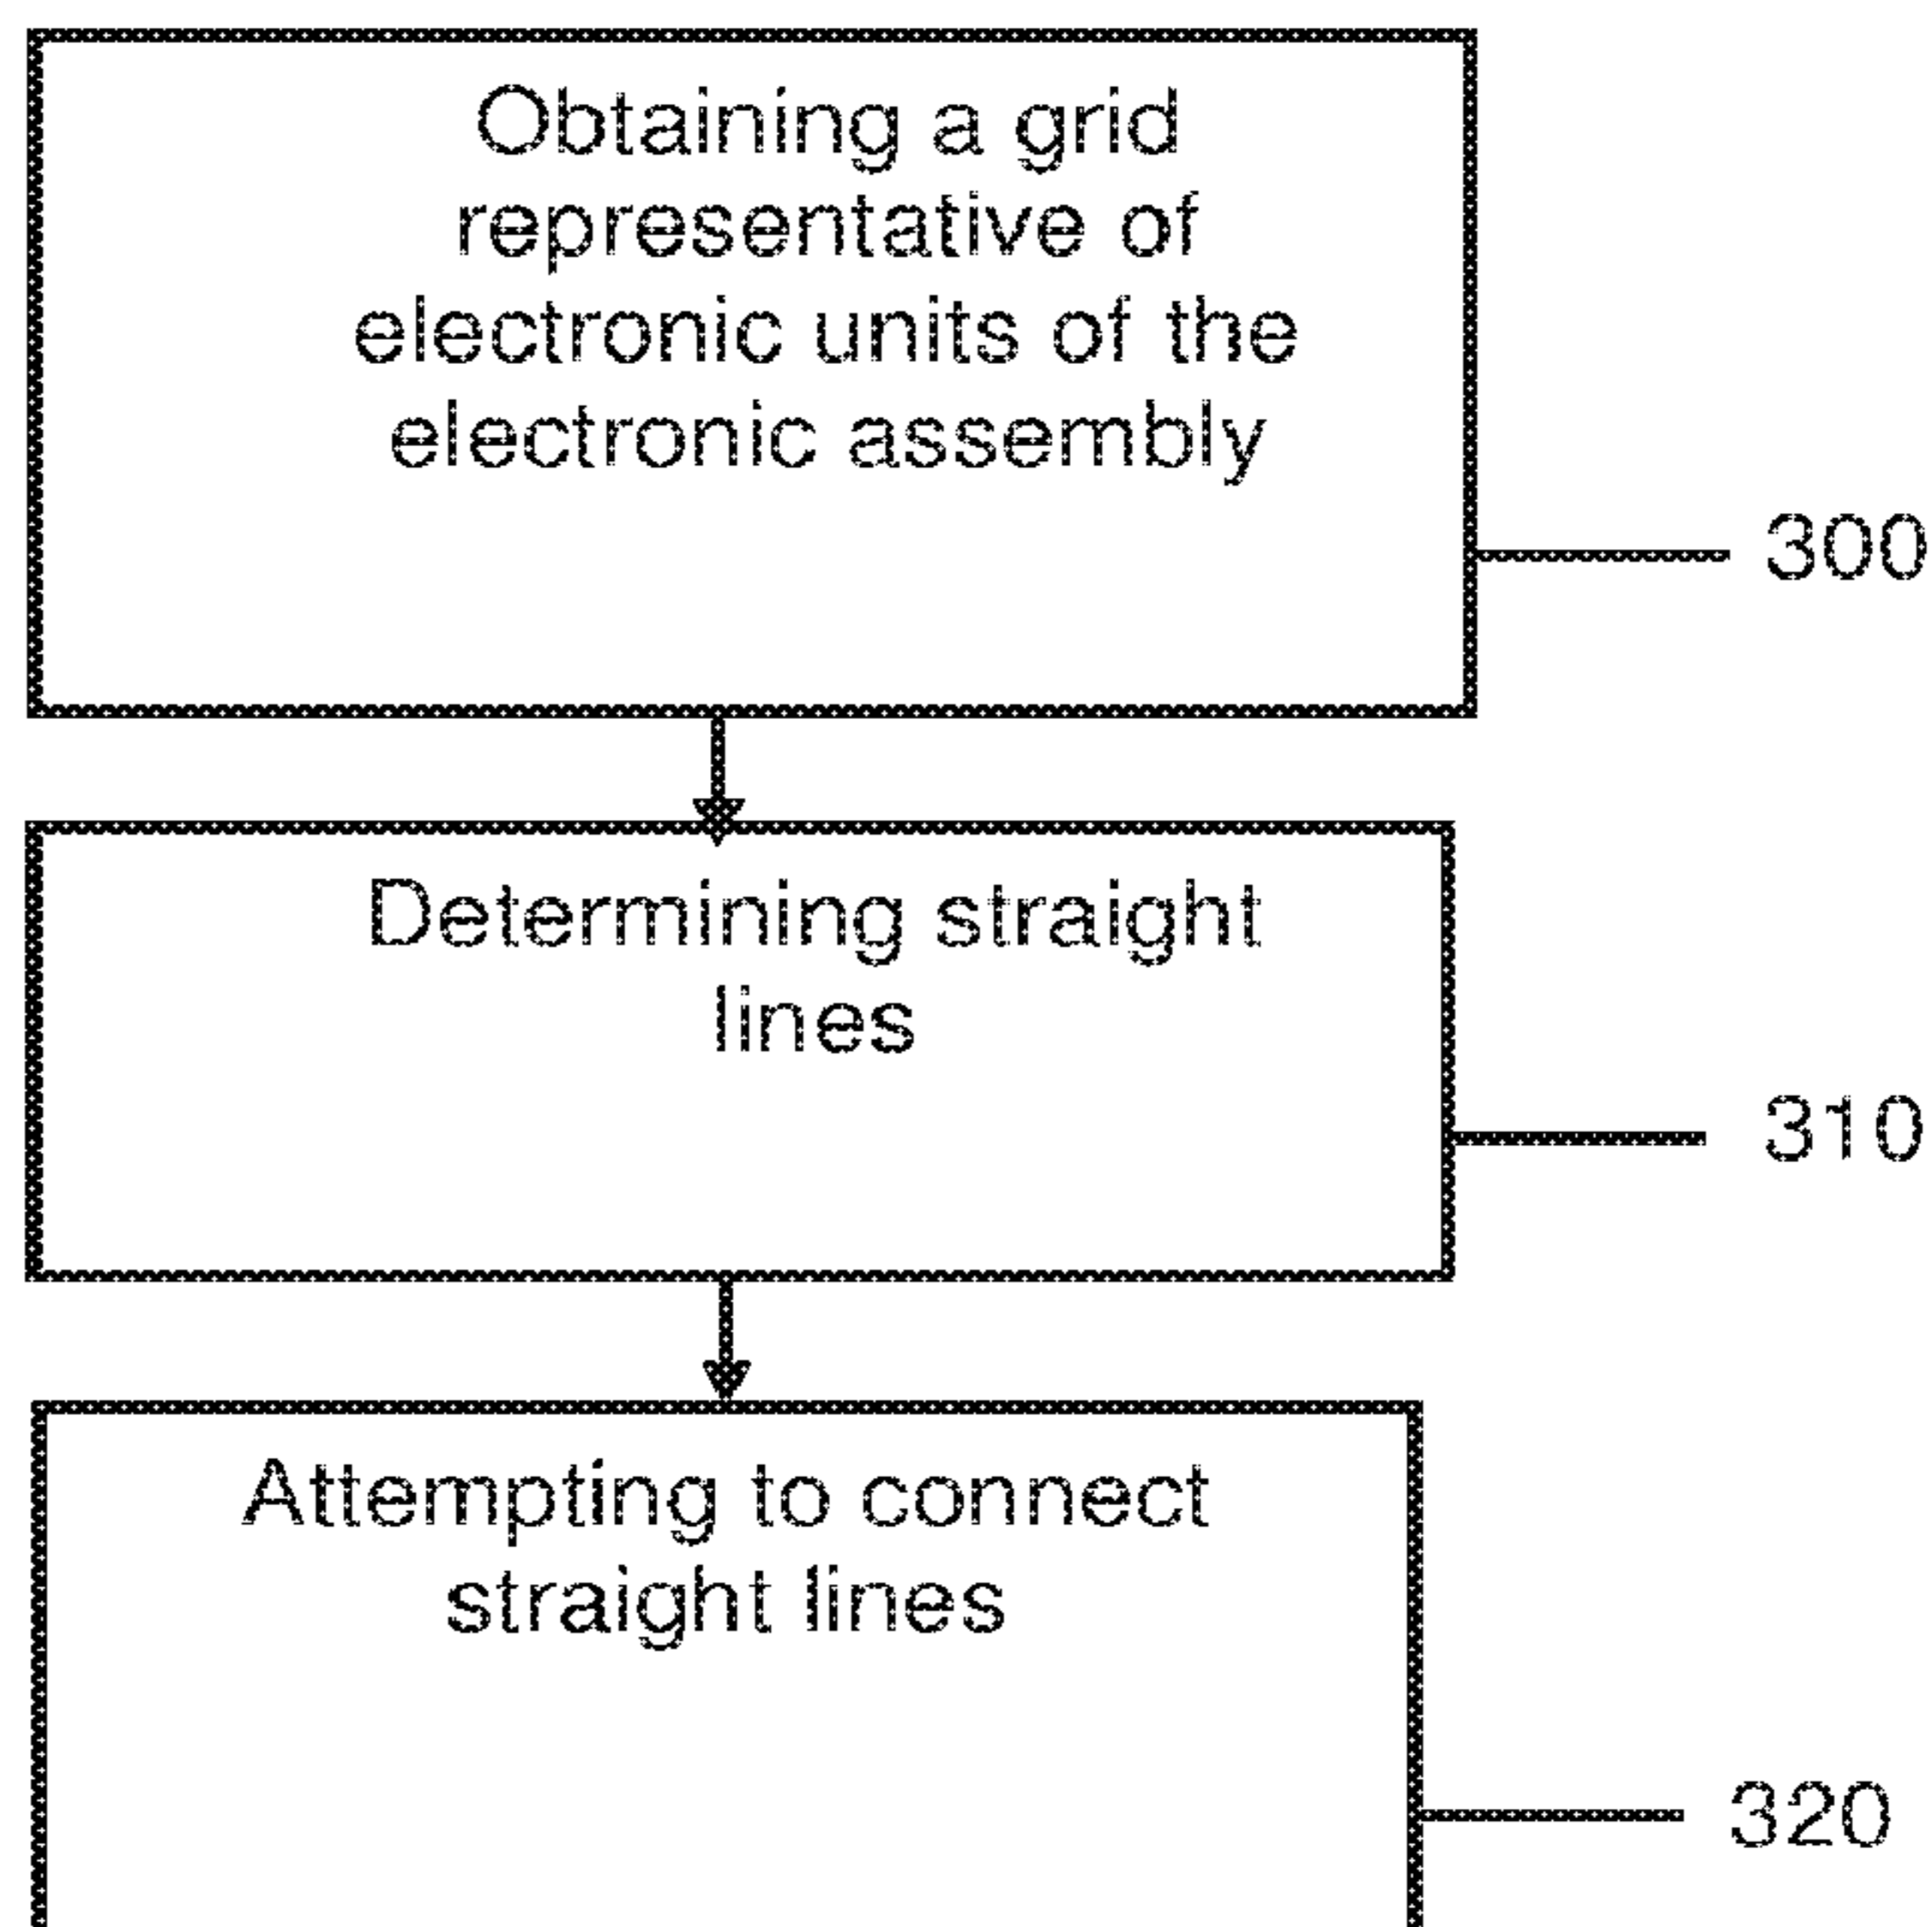 Obtaining a grid
representative of
electronic units of the
electronic assembly
300
Determining straight
lines
310
Attempting to connect
straight lines
320